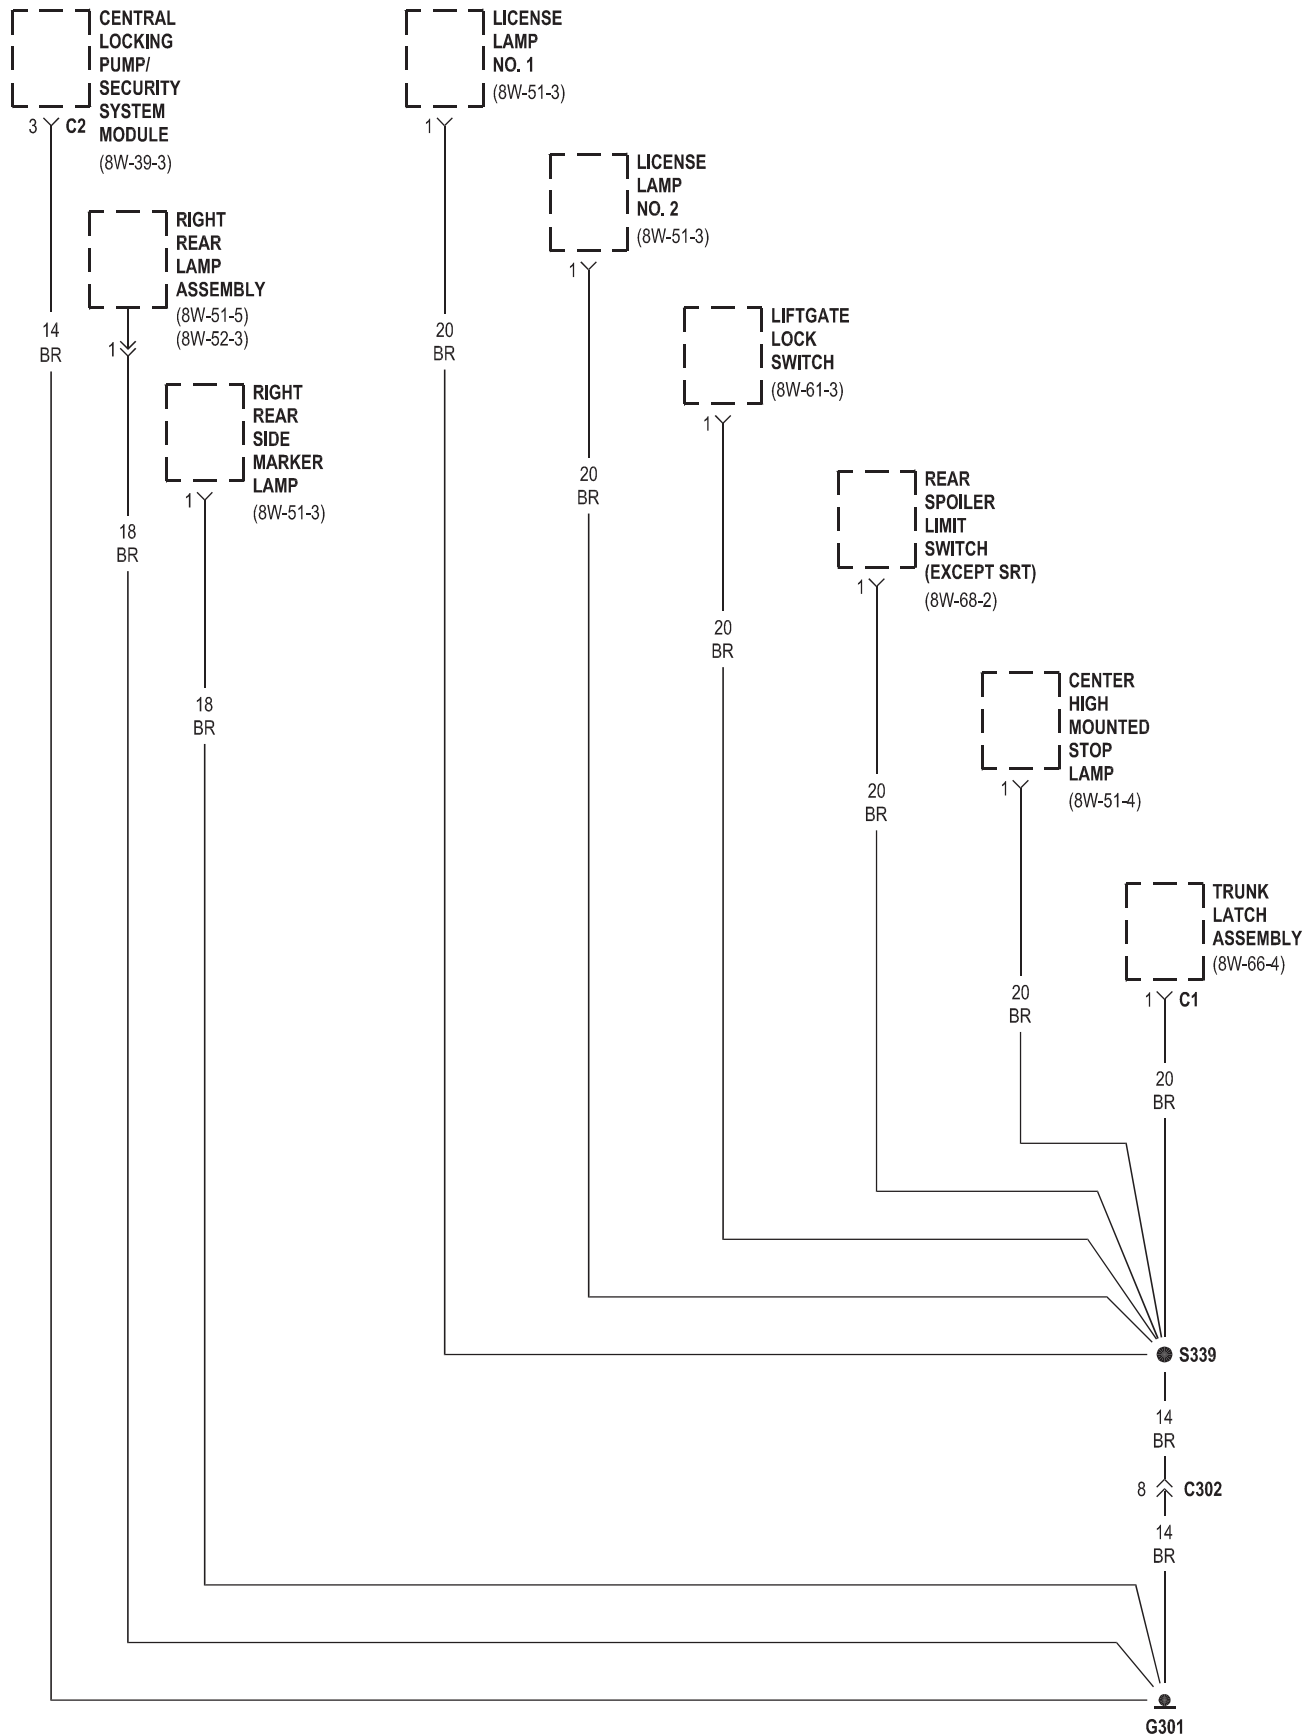 CENTRAL
LOCKING
PUMP/
SECURITY
SYSTEM
MODULE
(8W-39-3)
3
C2
14
BR
RIGHT
REAR
LAMP
ASSEMBLY
(8W-51-5)
(8W-52-3)
1
18
BR
RIGHT
REAR
SIDE
MARKER
LAMP
(8W-51-3)
1
18
BR
LICENSE
LAMP
NO. 1
(8W-51-3)
1
20
BR
LICENSE
LAMP
NO. 2
(8W-51-3)
1
20
BR
LIFTGATE
LOCK
SWITCH
(8W-61-3)
1
20
BR
REAR
SPOILER
LIMIT
SWITCH
(EXCEPT SRT)
(8W-68-2)
1
20
BR
CENTER
HIGH
MOUNTED
STOP
LAMP
(8W-51-4)
1
20
BR
TRUNK
LATCH
ASSEMBLY
(8W-66-4)
1
C1
20
BR
S339
14
BR
8
C302
14
BR
G301